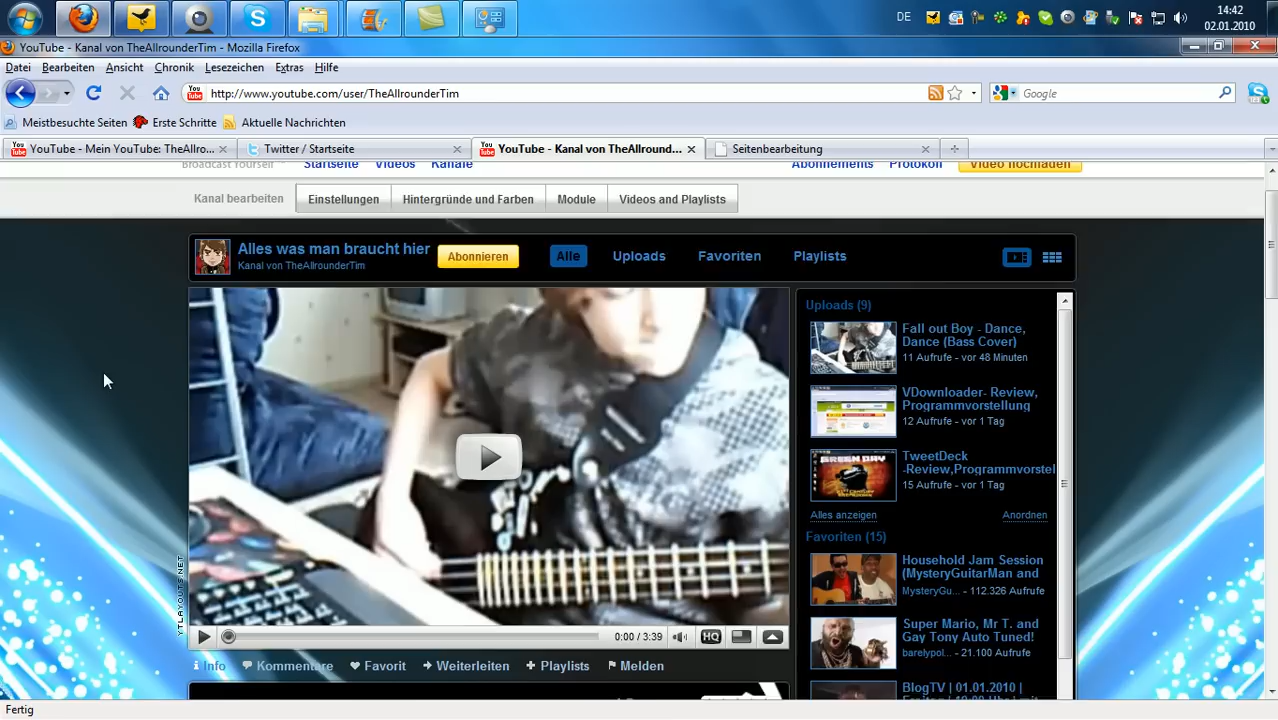 DE
14:42
02.01.2010
YouTube - Kanal von TheAllrounderTim - Mozilla Firefox
Datei Bearbeiten Ansicht Chronik Lesezeichen Extras Hilfe
You Tube http://www.youtube.com/user/TheAllrounderTim Google
Meistbesuchte Seiten Erste Schritte Aktuelle Nachrichten
YouTube - Mein YouTube: TheAllro... Twitter / Startseite YouTube - Kanal von TheAllround... Seitenbearbeitung
Broadcast Yourself Startseite Videos Kanäle Abonnements Protokoll Video hochladen
Kanal bearbeiten Einstellungen Hintergründe und Farben Module Videos and Playlists
Alles was man braucht hier
Kanal von TheAllrounderTim
Abonnieren Alle Uploads Favoriten Playlists
Uploads (9)
Fall out Boy - Dance,
Dance (Bass Cover)
11 Aufrufe - vor 48 Minuten
VDownloader- Review,
Programmvorstellung
12 Aufrufe - vor 1 Tag
TweetDeck
-Review,Programmvorstel
15 Aufrufe - vor 1 Tag
Alles anzeigen Anordnen
Favoriten (15)
Household Jam Session
(MysteryGuitarMan and
MysteryGu... - 112.326 Aufrufe
Super Mario, Mr. T. and
Gay Tony Auto Tuned!
barelypol... - 21.100 Aufrufe
BlogTV | 01.01.2010 |
YTLAYOUTS.NET
0:00 / 3:39 HQ
Info Kommentare Favorit Weiterleiten Playlists Melden
Fertig